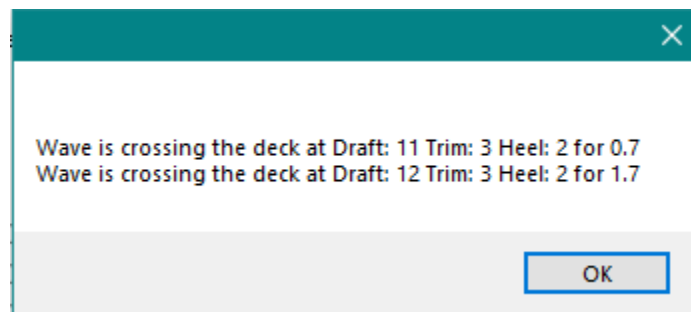 Wave is crossing the deck at Draft: 11 Trim: 3 Heel: 2 for 0.7
Wave is crossing the deck at Draft: 12 Trim: 3 Heel: 2 for 1.7
OK